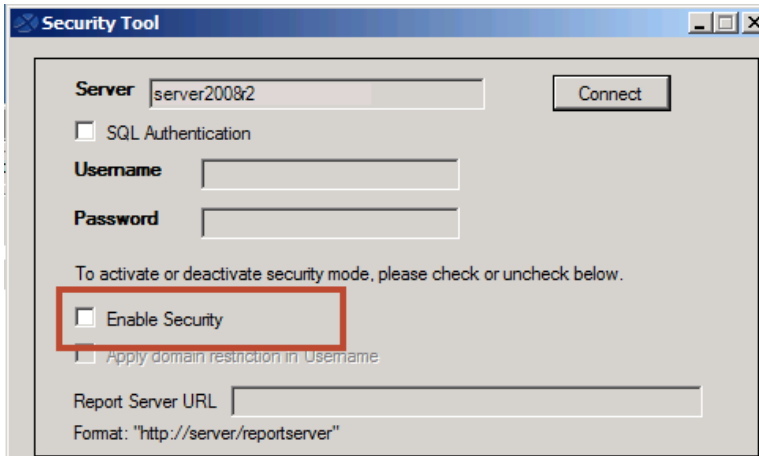 Security Tool
Server server2008r2 Connect
SQL Authentication
Username
Password
To activate or deactivate security mode, please check or uncheck below.
Enable Security
Apply domain restriction in Username
Report Server URL
Format: "http://server/reportserver"